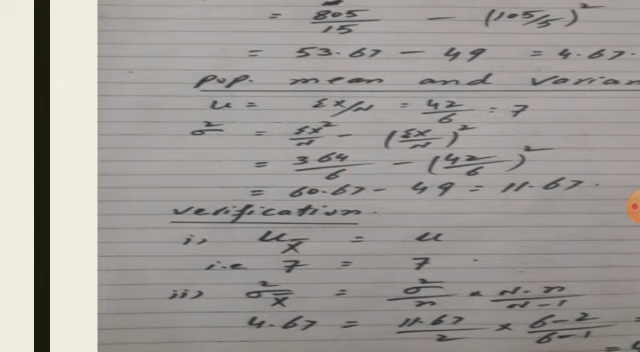 = 805/15 - (105/5)²
= 53.67 - 49 = 4.67.
pop. mean and varian
u = Σx/N = 42/6 = 7
σ² = Σx²/N - (Σx/N)²
= 364/6 - (42/6)²
= 60.67 - 49 = 11.67.
verification.
i, u_x̄ = u
i.e 7 = 7 .
ii) σ²_x̄ = σ²/n × N-n/N-1
4.67 = 11.67/2 × 6-2/6-1 =